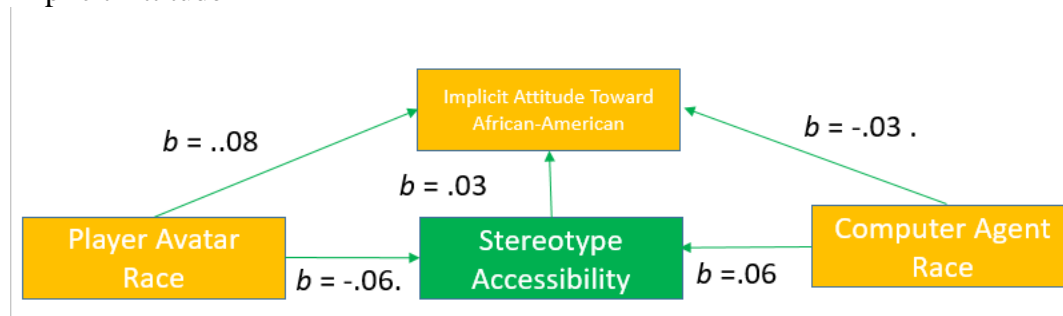 Implicit Attitude Toward
African-American
b = ..08
b = -.03 .
b = .03
Player Avatar
Race
Stereotype
Accessibility
Computer Agent
Race
b = -.06.
b =.06